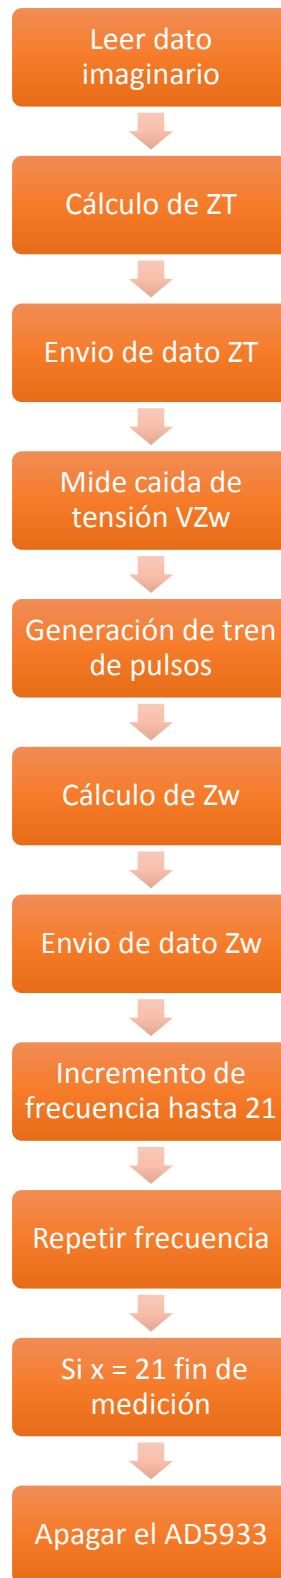 Leer dato
imaginario
Cálculo de ZT
Envio de dato ZT
Mide caida de
tensión VZw
Generación de tren
de pulsos
Cálculo de Zw
Envio de dato Zw
Incremento de
frecuencia hasta 21
Repetir frecuencia
Si x = 21 fin de
medición
Apagar el AD5933